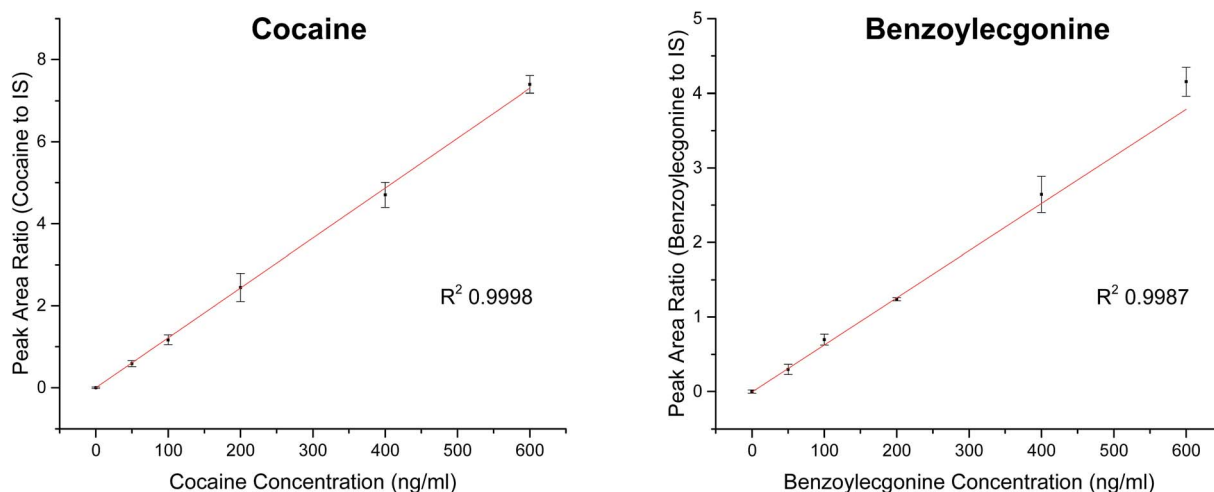 Cocaine
Peak Area Ratio (Cocaine to IS)
8
6
4
2
0
R² 0.9998
0 100 200 300 400 500 600
Cocaine Concentration (ng/ml)
Benzoylecgonine
Peak Area Ratio (Benzoylecgonine to IS)
5
4
3
2
1
0
R² 0.9987
0 100 200 300 400 500 600
Benzoylecgonine Concentration (ng/ml)